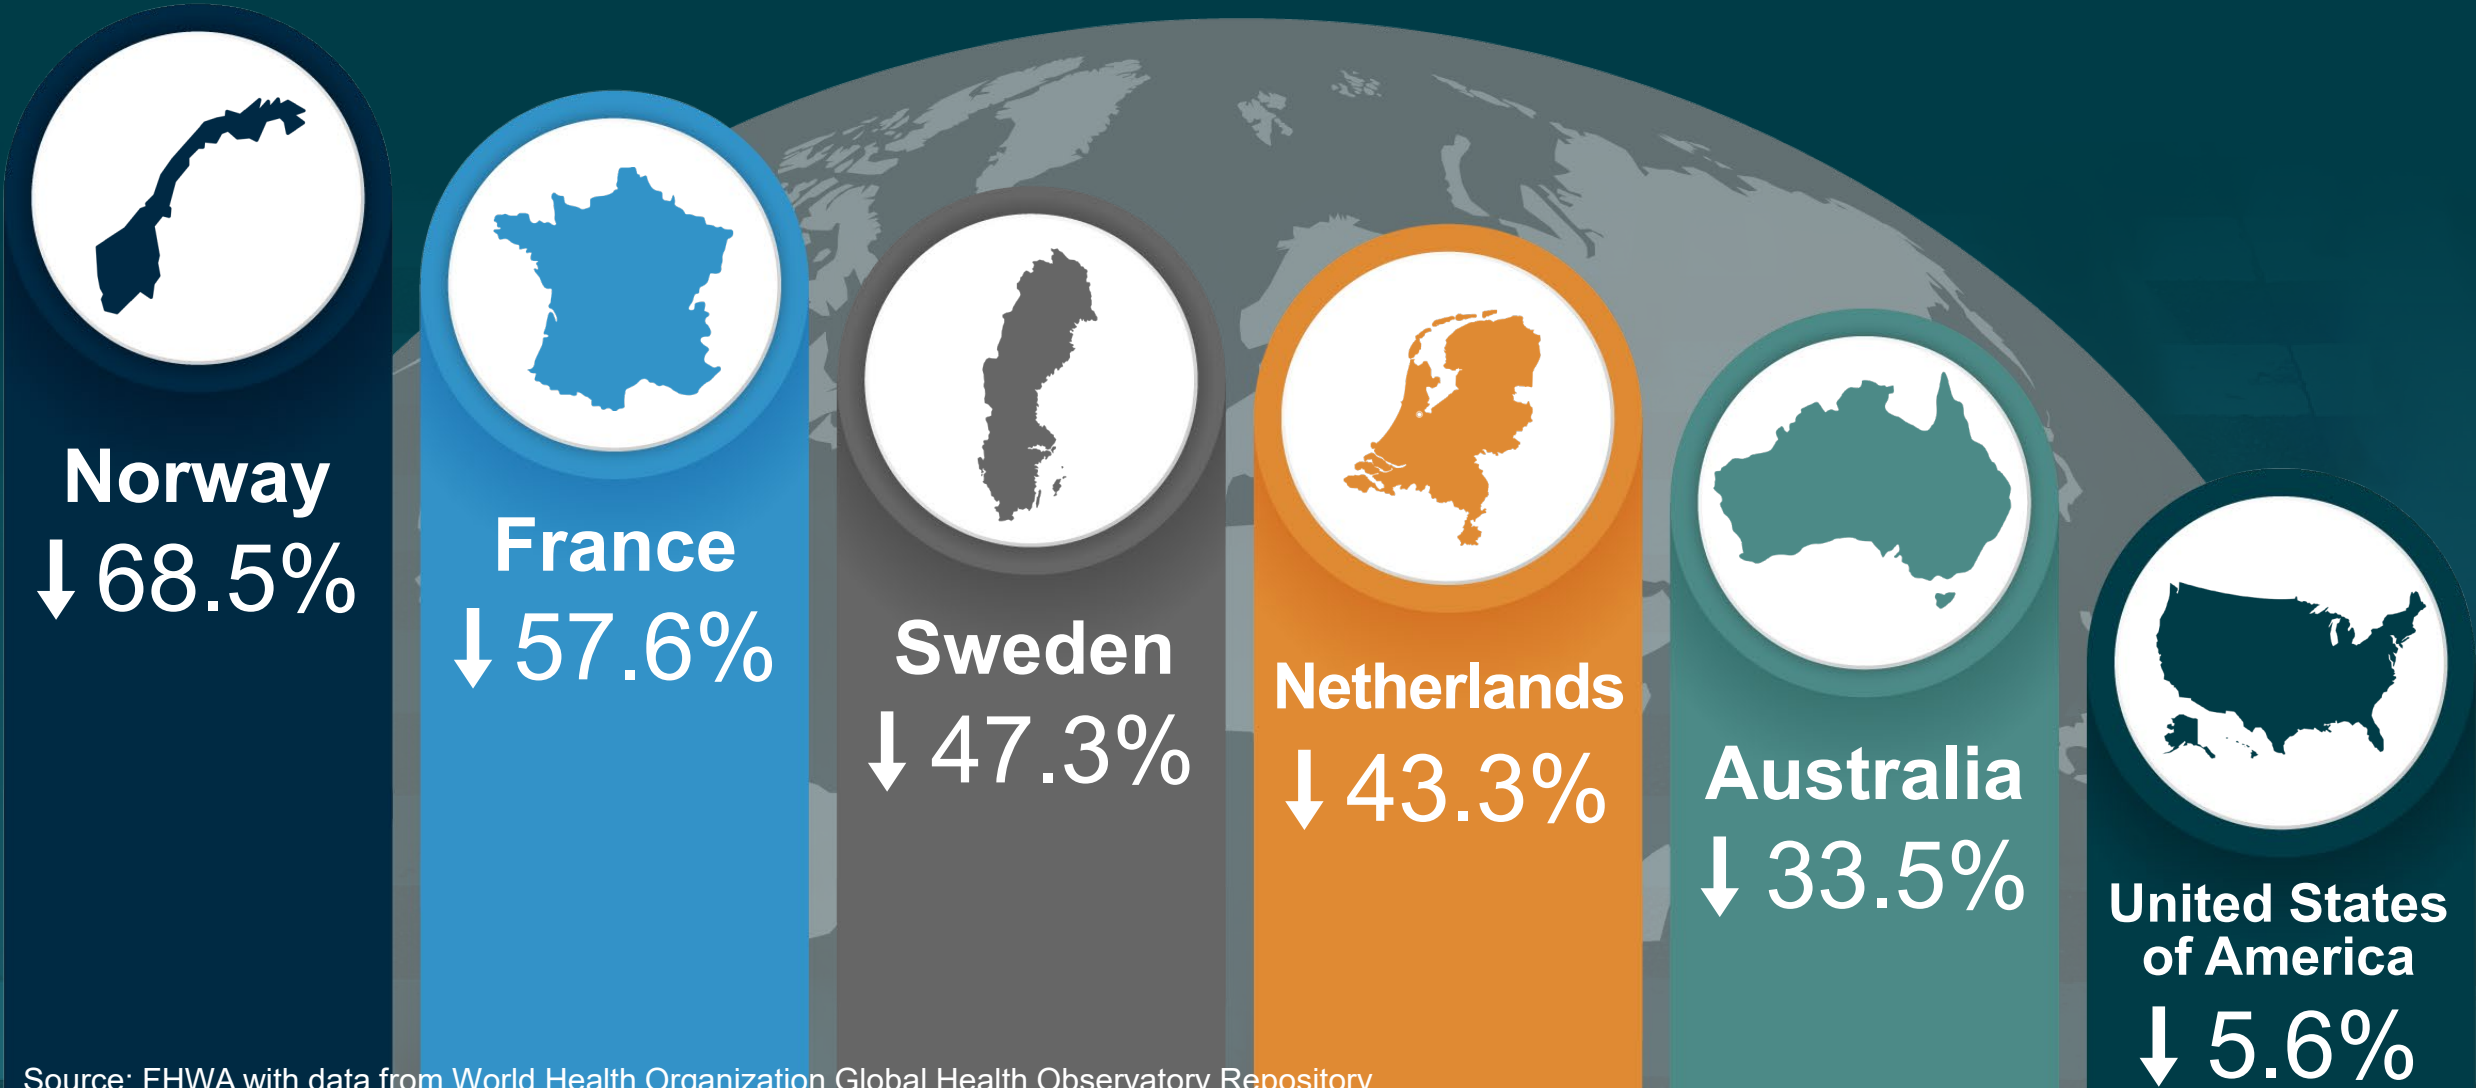 Norway
↓ 68.5%
France
↓ 57.6%
Sweden
↓ 47.3%
Netherlands
↓ 43.3%
Australia
↓ 33.5%
United States
of America
↓ 5.6%
Source: FHWA with data from World Health Organization Global Health Observatory Repository